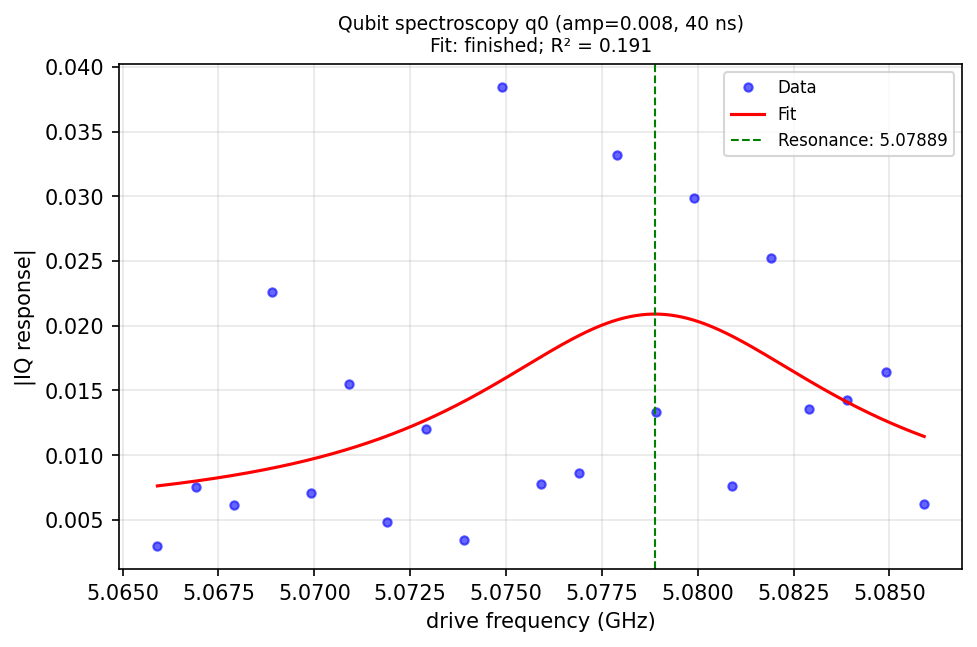 Qubit spectroscopy q0 (amp=0.008, 40 ns)
Fit: finished; R² = 0.191
0.040
0.035
0.030
0.025
0.020
0.015
0.010
0.005
|IQ response|
Data
Fit
Resonance: 5.07889
5.0650 5.0675 5.0700 5.0725 5.0750 5.0775 5.0800 5.0825 5.0850
drive frequency (GHz)